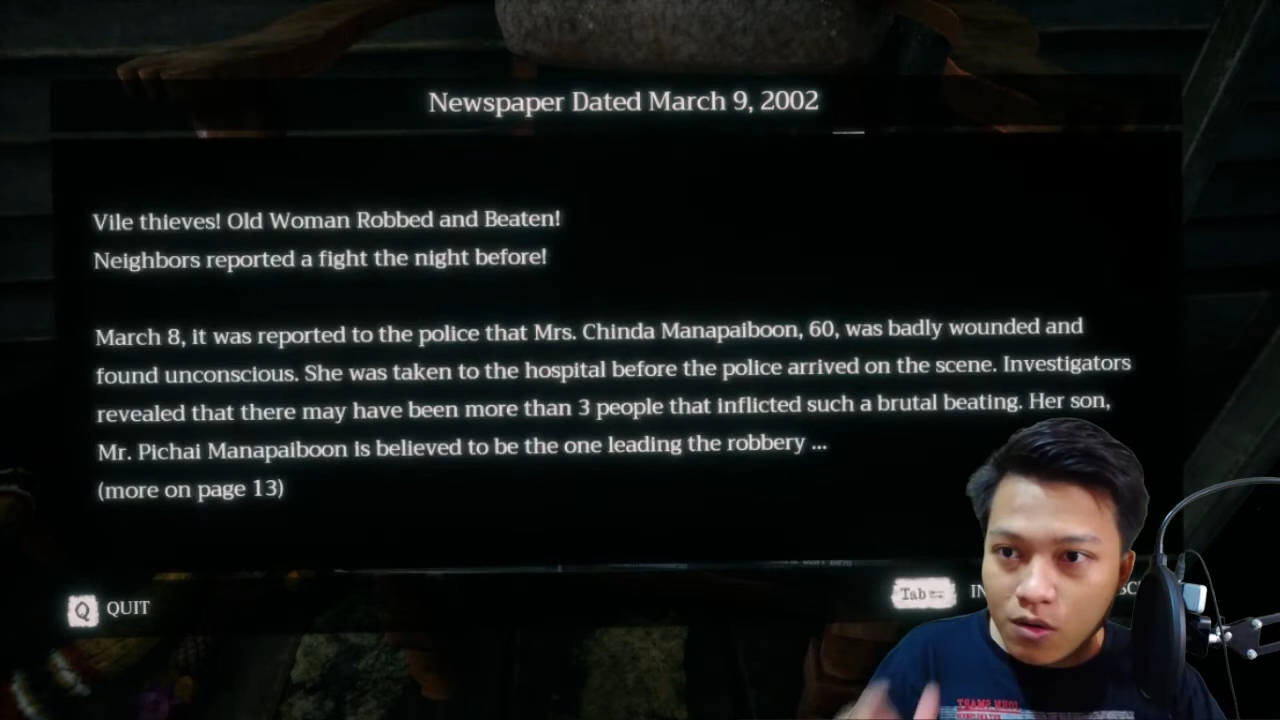 Newspaper Dated March 9, 2002
Vile thieves! Old Woman Robbed and Beaten!
Neighbors reported a fight the night before!
March 8, it was reported to the police that Mrs. Chinda Manapaiboon, 60, was badly wounded and
found unconscious. She was taken to the hospital before the police arrived on the scene. Investigators
revealed that there may have been more than 3 people that inflicted such a brutal beating. Her son,
Mr. Pichai Manapaiboon is believed to be the one leading the robbery ...
(more on page 13)
Q QUIT
Tab